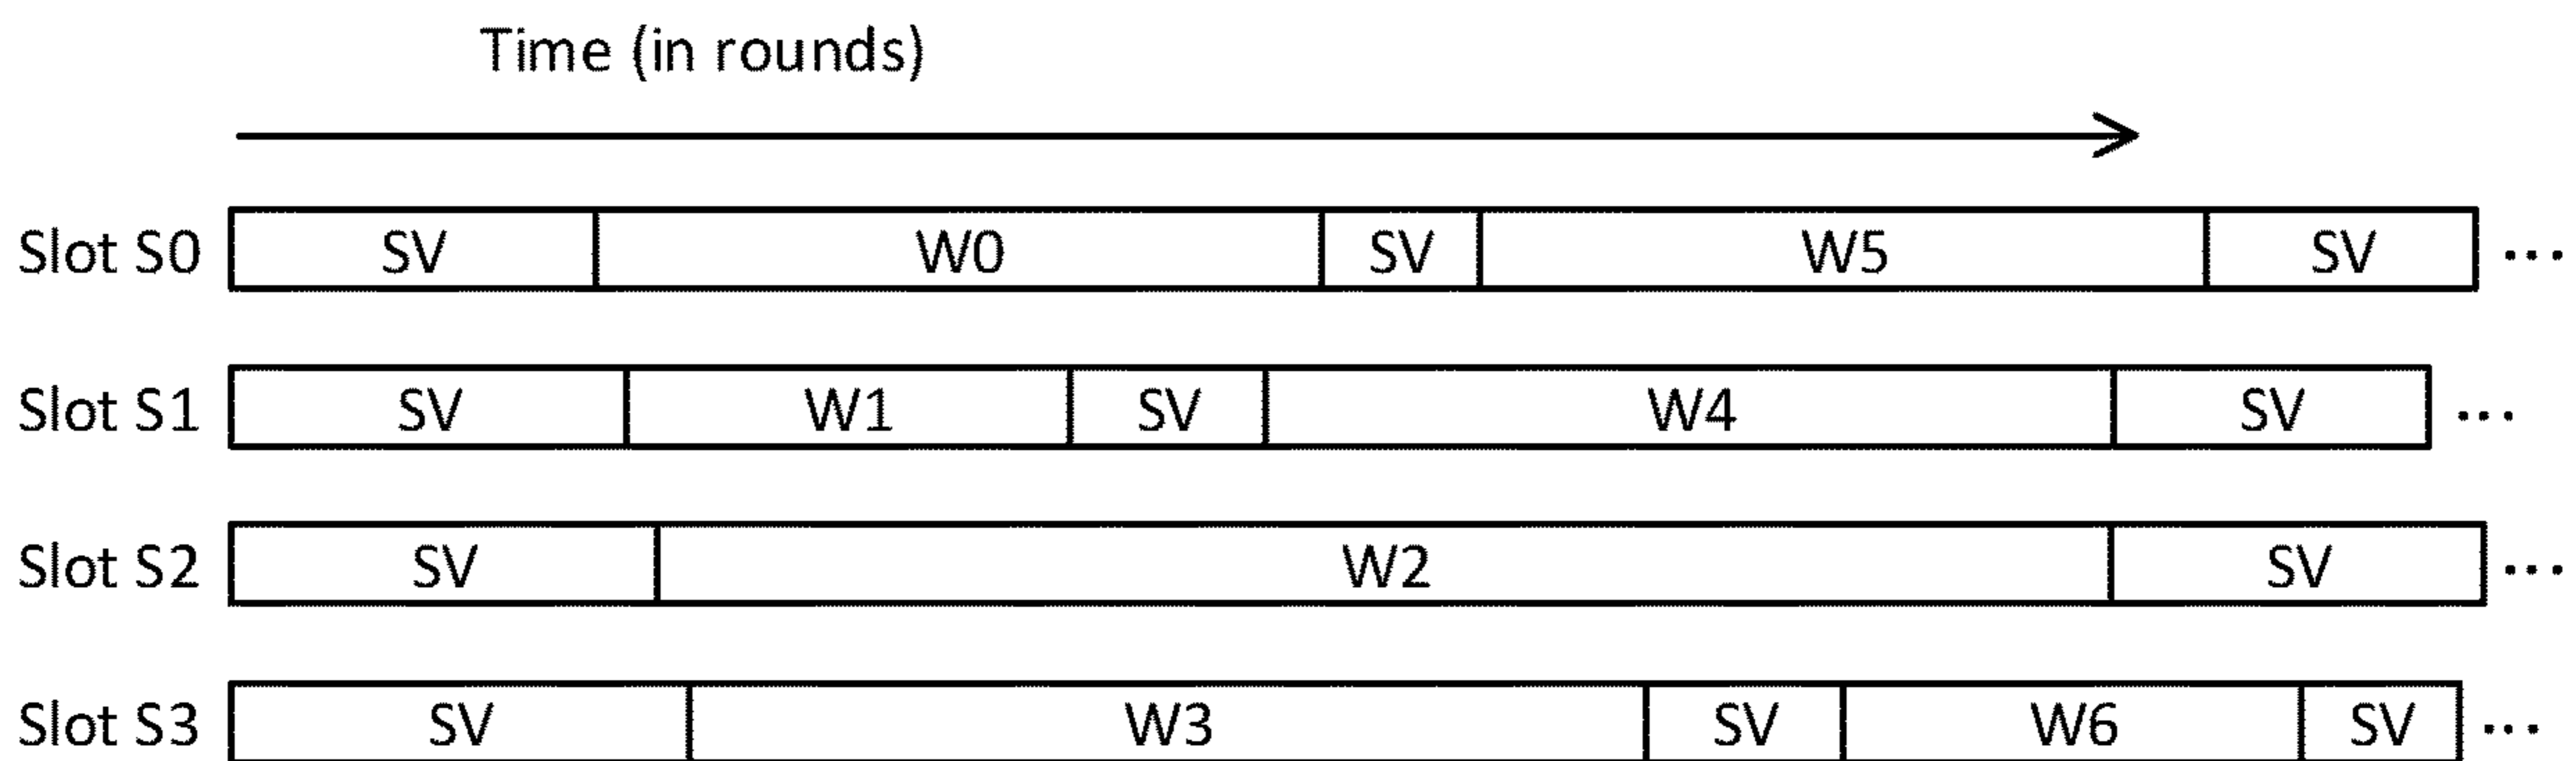 Time (in rounds)
Slot S0 SV W0 SV W5 SV ...
Slot S1 SV W1 SV W4 SV ...
Slot S2 SV W2 SV ...
Slot S3 SV W3 SV W6 SV ...